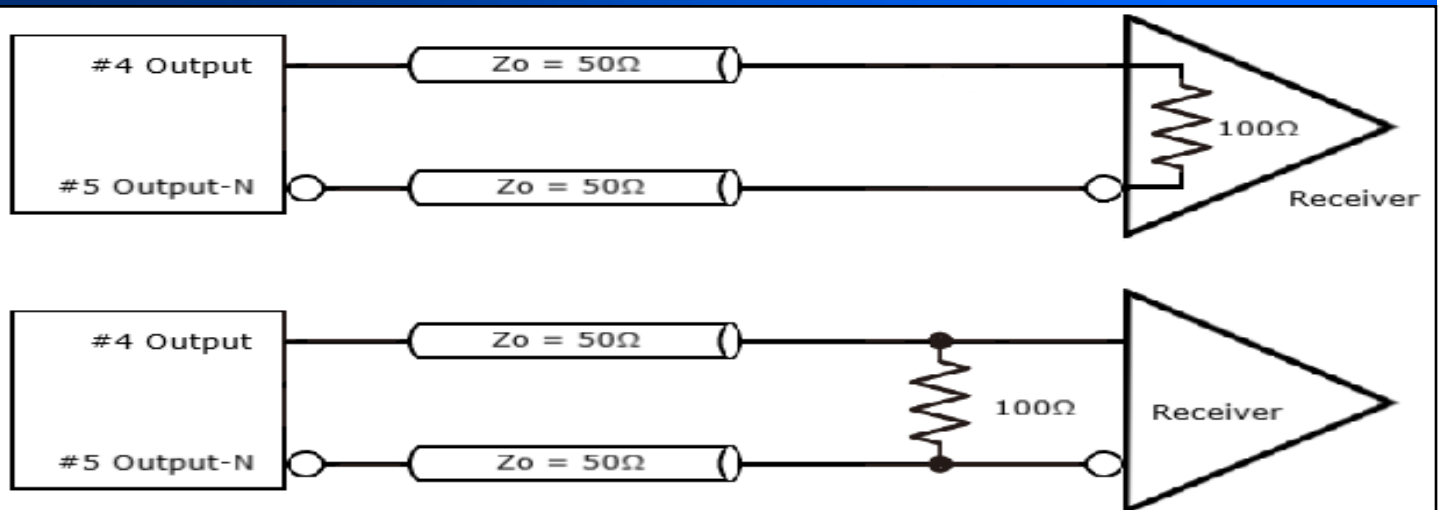 #4 Output
Zo = 50Ω
100Ω
#5 Output-N
Zo = 50Ω
Receiver
#4 Output
Zo = 50Ω
100Ω
Receiver
#5 Output-N
Zo = 50Ω